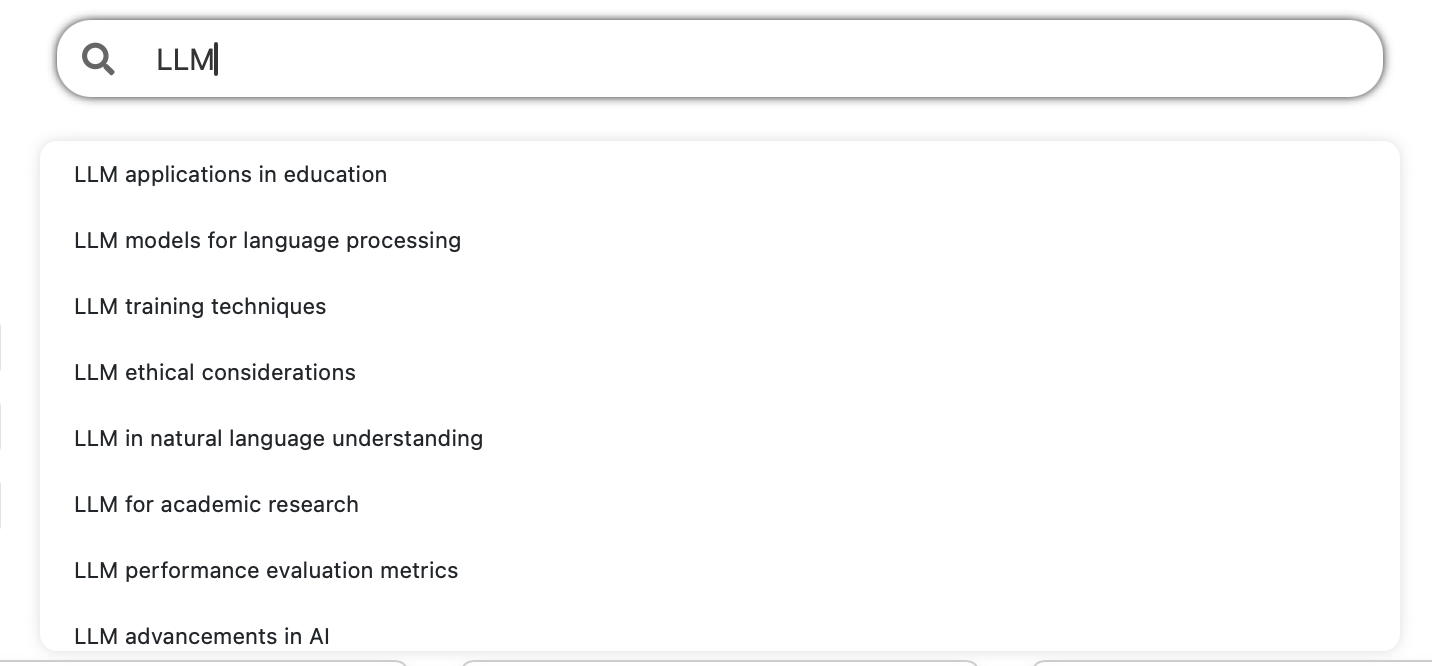 LLM
LLM applications in education
LLM models for language processing
LLM training techniques
LLM ethical considerations
LLM in natural language understanding
LLM for academic research
LLM performance evaluation metrics
LLM advancements in AI